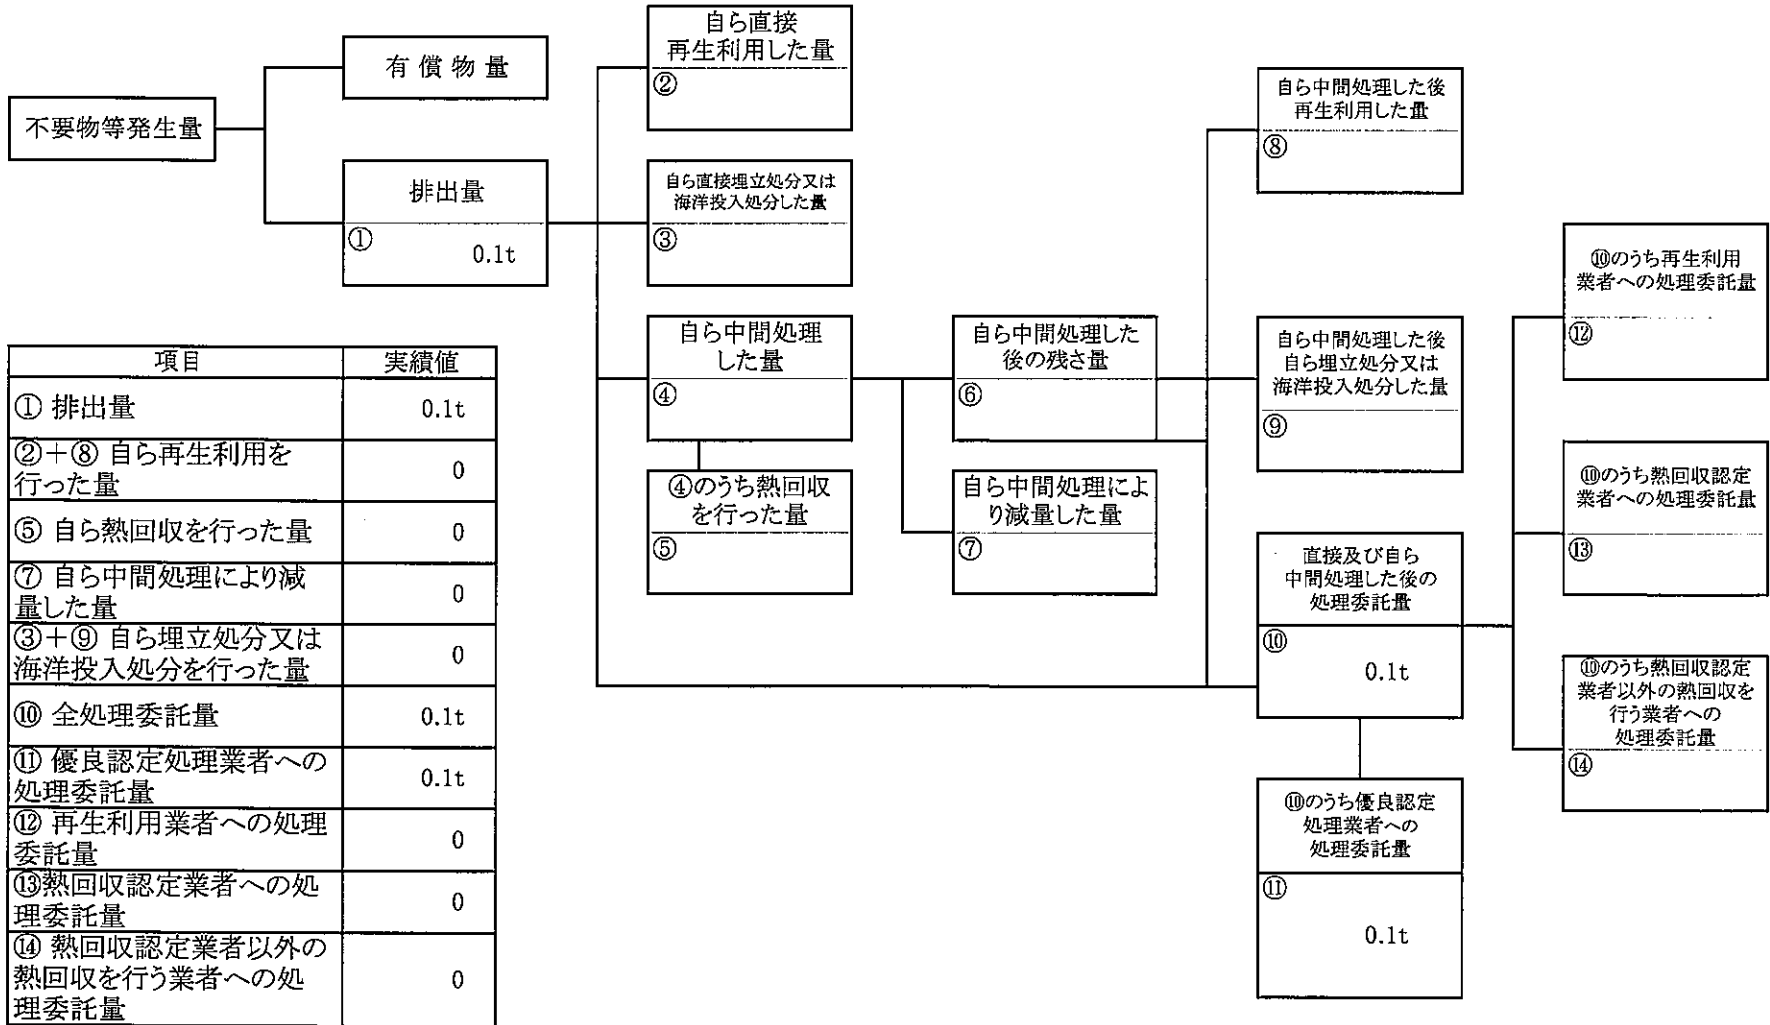 不要物等発生量
有償物量
排出量
①
0.1t
自ら直接
再生利用した量
②
自ら直接埋立処分又は
海洋投入処分した量
③
自ら中間処理
した量
④
④のうち熱回収
を行った量
⑤
自ら中間処理した
後の残さ量
⑥
自ら中間処理によ
り減量した量
⑦
自ら中間処理した後
再生利用した量
⑧
自ら中間処理した後
自ら埋立処分又は
海洋投入処分した量
⑨
直接及び自ら
中間処理した後の
処理委託量
⑩
0.1t
⑩のうち優良認定
処理業者への
処理委託量
⑪
0.1t
⑩のうち再生利用
業者への処理委託量
⑫
⑩のうち熱回収認定
業者への処理委託量
⑬
⑩のうち熱回収認定
業者以外の熱回収を
行う業者への
処理委託量
⑭
項目 実績値
① 排出量 0.1t
②＋⑧ 自ら再生利用を
行った量 0
⑤ 自ら熱回収を行った量 0
⑦ 自ら中間処理により減
量した量 0
③＋⑨ 自ら埋立処分又は
海洋投入処分を行った量 0
⑩ 全処理委託量 0.1t
⑪ 優良認定処理業者への
処理委託量 0.1t
⑫ 再生利用業者への処理
委託量 0
⑬熱回収認定業者への処
理委託量 0
⑭ 熱回収認定業者以外の
熱回収を行う業者への処
理委託量 0